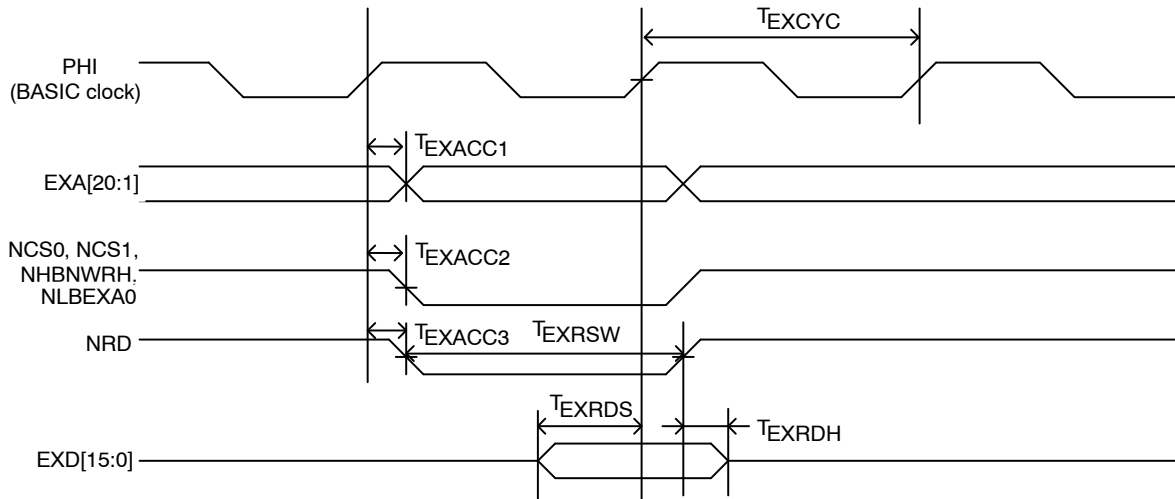 TEXCYC
PHI
(BASIC clock)
TEXACC1
EXA[20:1]
NCS0, NCS1,
NHBNWRH.
NLBEXA0
TEXACC2
NRD
TEXACC3
TEXRSW
TEXRDS
TEXRDH
EXD[15:0]